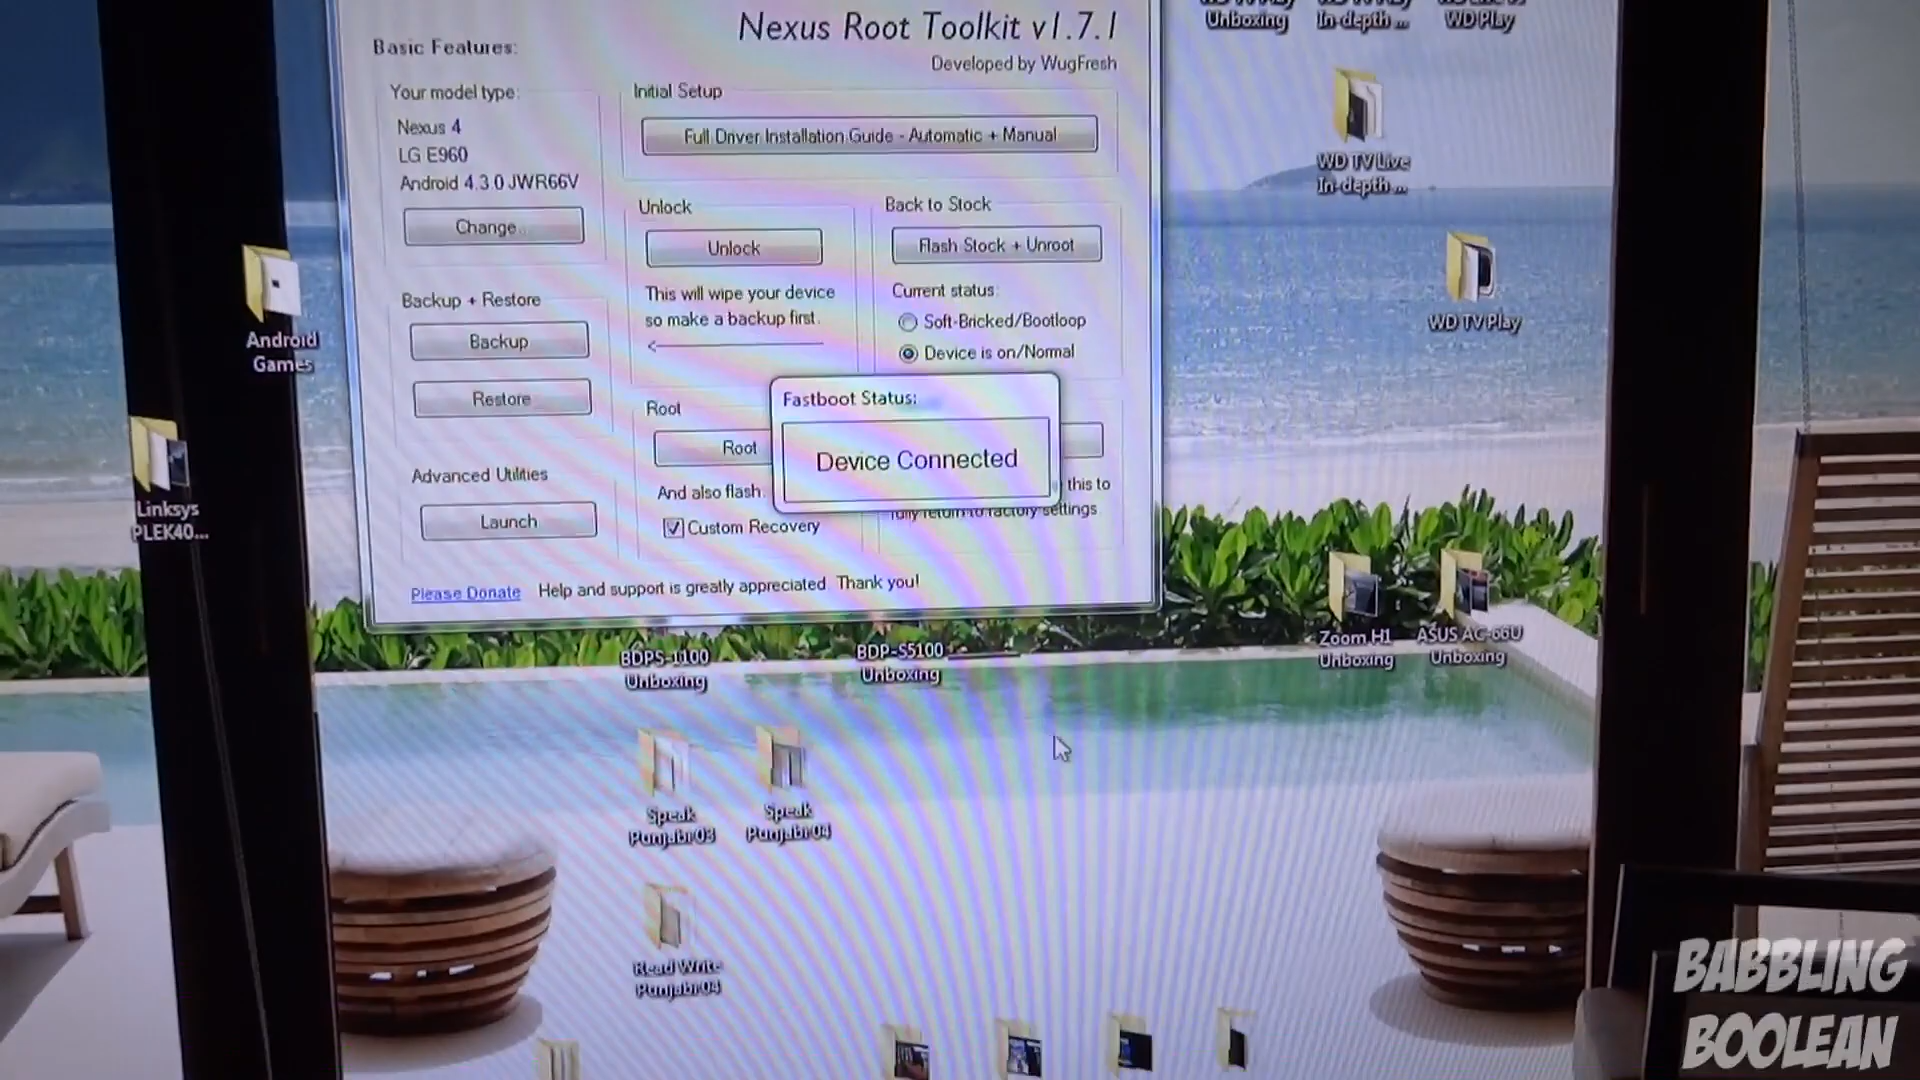 Nexus Root Toolkit v1.7.1
Developed by WugFresh
Basic Features:
Your model type:
Nexus 4
LG E960
Android 4.3.0 JWR66V
Change
Backup + Restore
Backup
Restore
Advanced Utilities
Launch
Initial Setup
Full Driver Installation Guide - Automatic + Manual
Unlock
Unlock
This will wipe your device
so make a backup first.
<
Back to Stock
Flash Stock + Unroot
Current status:
Soft-Bricked/Bootloop
Device is on/Normal
Root
Root
And also flash:
Custom Recovery
Fastboot Status:
Device Connected
this to
fully return to factory settings
Please Donate Help and support is greatly appreciated Thank you!
Unboxing
In-depth ...
WD Play
WD TV Live
In-depth ...
WD TV Play
Android
Games
Linksys
PLEK40...
BDPS-1100
Unboxing
BDP-S5100
Unboxing
Zoom H1
Unboxing
ASUS AC-66U
Unboxing
Speak
Punjabi 03
Speak
Punjabi 04
Read Write
Punjabi 04
BABBLING
BOOLEAN